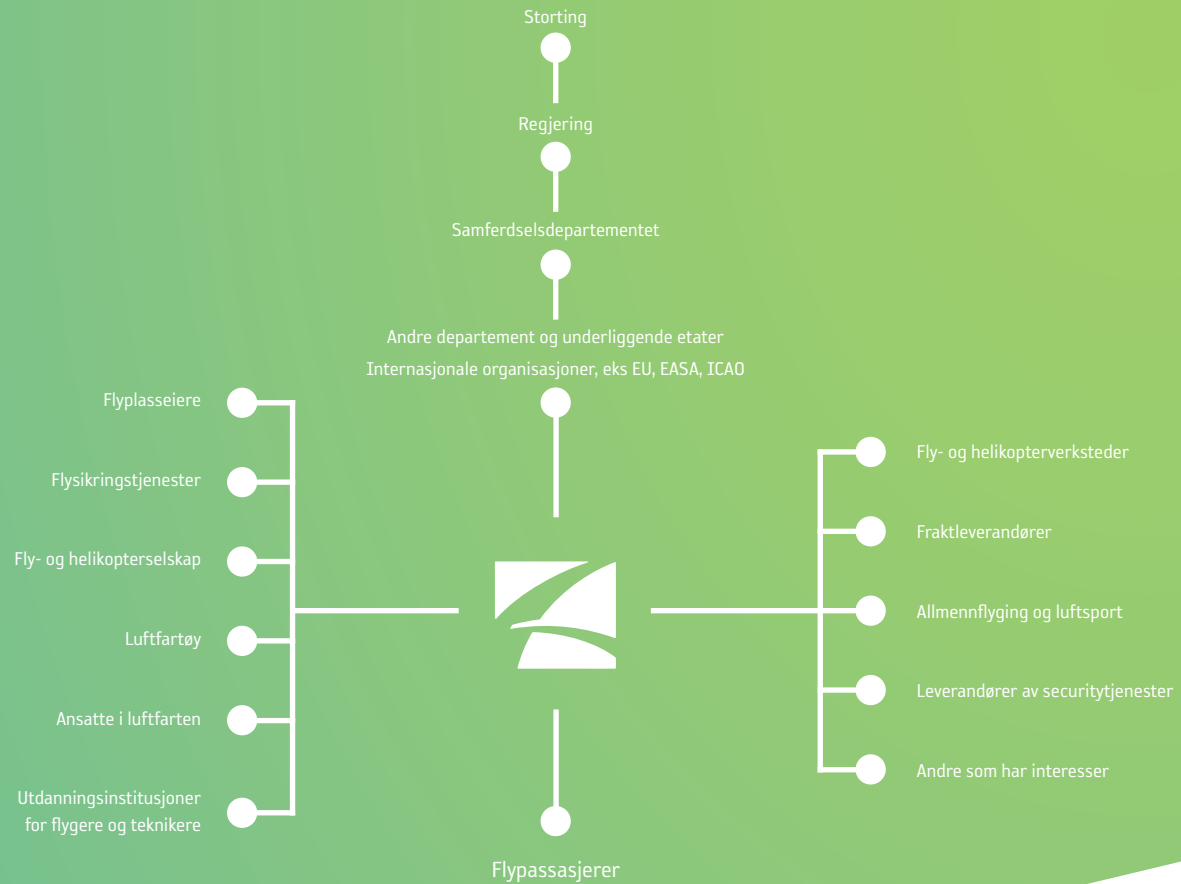 Storting
Regjering
Samferdselsdepartementet
Andre departement og underliggende etater
Internasjonale organisasjoner, eks EU, EASA, ICAO
Flyplasseiere
Flysikringstjenester
Fly- og helikopterselskap
Luftfartøy
Ansatte i luftfarten
Utdanningsinstitusjoner
for flygere og teknikere
Fly- og helikopterverksteder
Fraktleverandører
Allmennflyging og luftsport
Leverandører av securitytjenester
Andre som har interesser
Flypassasjerer